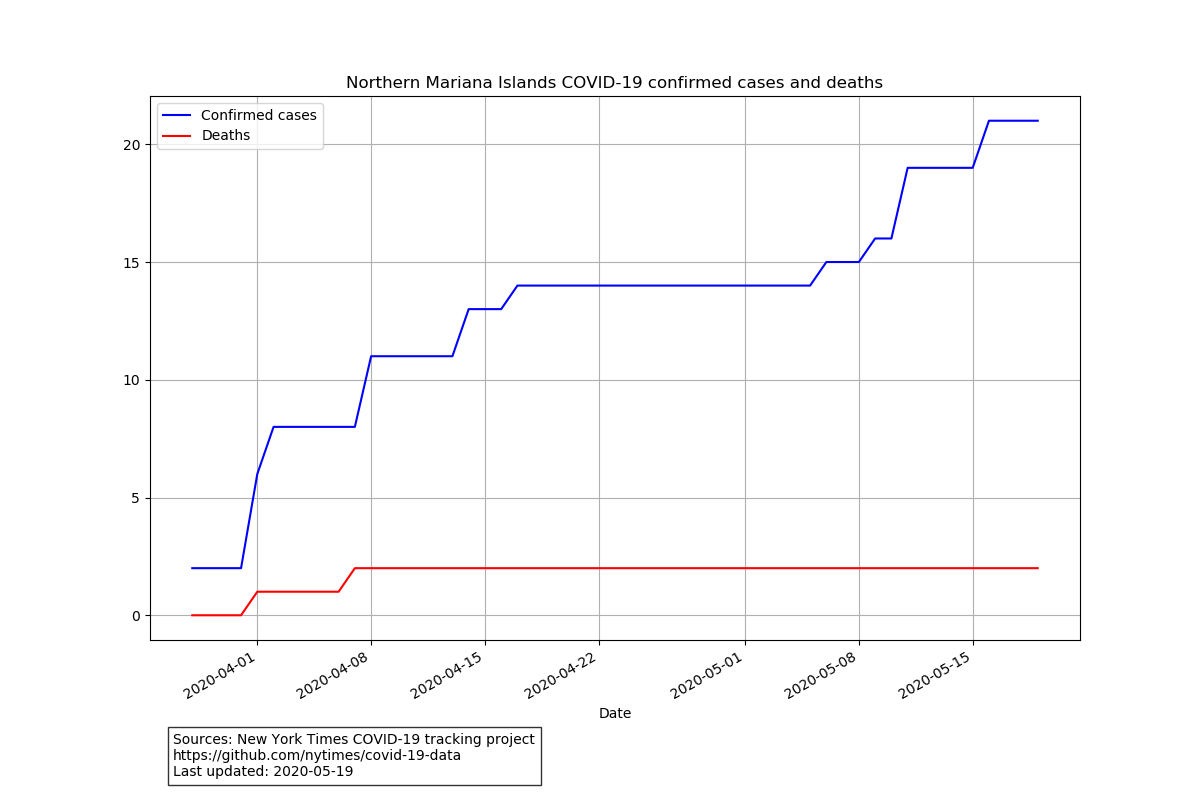 Northern Mariana Islands COVID-19 confirmed cases and deaths
Confirmed cases
Deaths
20
15
10
5
0
2020-04-01
2020-04-08
2020-04-15
2020-04-22
2020-05-01
2020-05-08
2020-05-15
Date
Sources: New York Times COVID-19 tracking project
https://github.com/nytimes/covid-19-data
Last updated: 2020-05-19